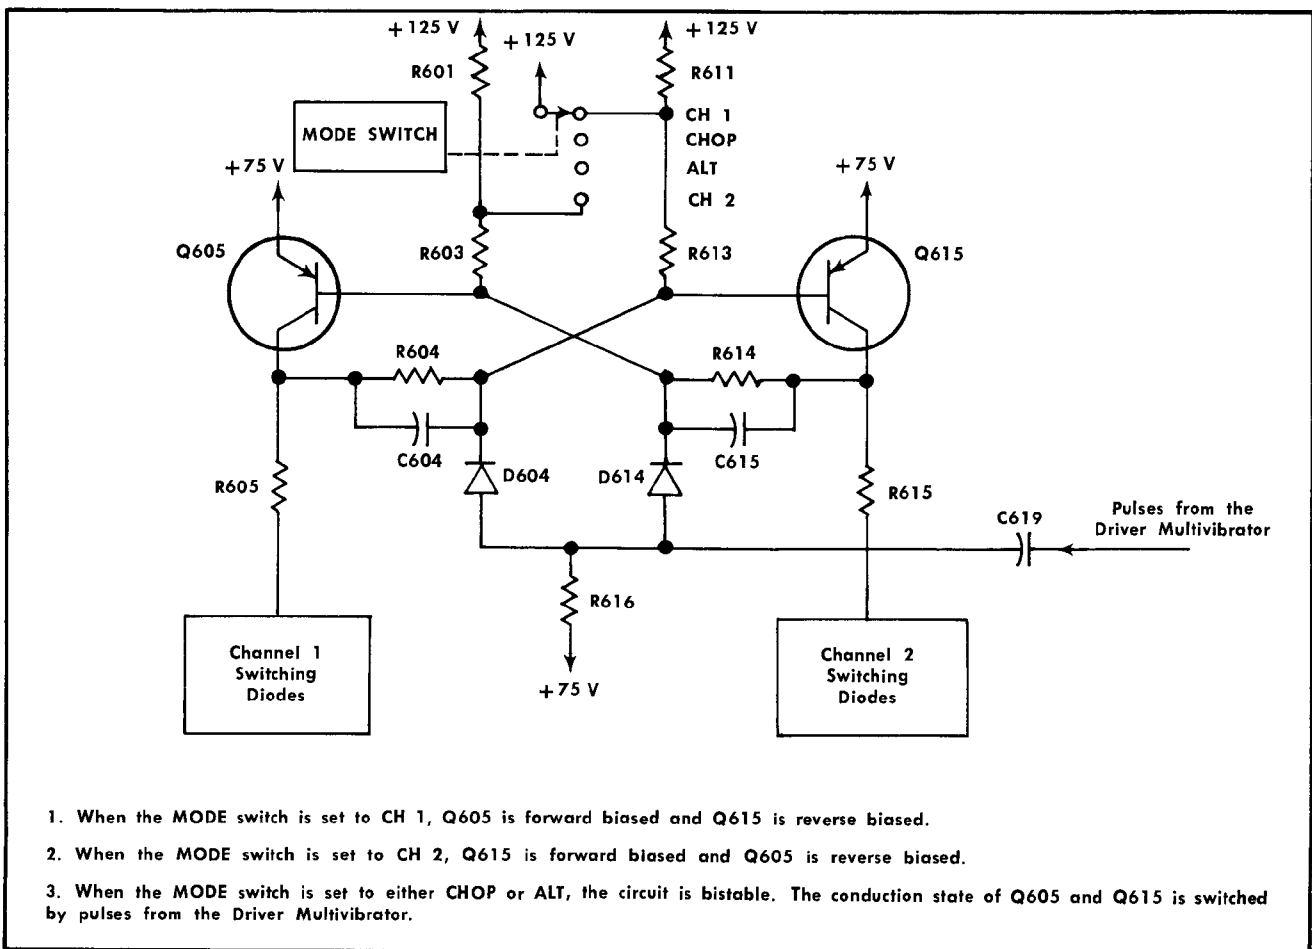 +125 V
+125 V
+125 V
R601
R611
MODE SWITCH
CH 1
CHOP
ALT
CH 2
+75 V
+75 V
Q605
R603
R613
Q615
R604
R614
C604
C615
R605
D604
D614
R615
C619
Pulses from the
Driver Multivibrator
R616
+75 V
Channel 1
Switching
Diodes
Channel 2
Switching
Diodes
1. When the MODE switch is set to CH 1, Q605 is forward biased and Q615 is reverse biased.
2. When the MODE switch is set to CH 2, Q615 is forward biased and Q605 is reverse biased.
3. When the MODE switch is set to either CHOP or ALT, the circuit is bistable. The conduction state of Q605 and Q615 is switched
by pulses from the Driver Multivibrator.